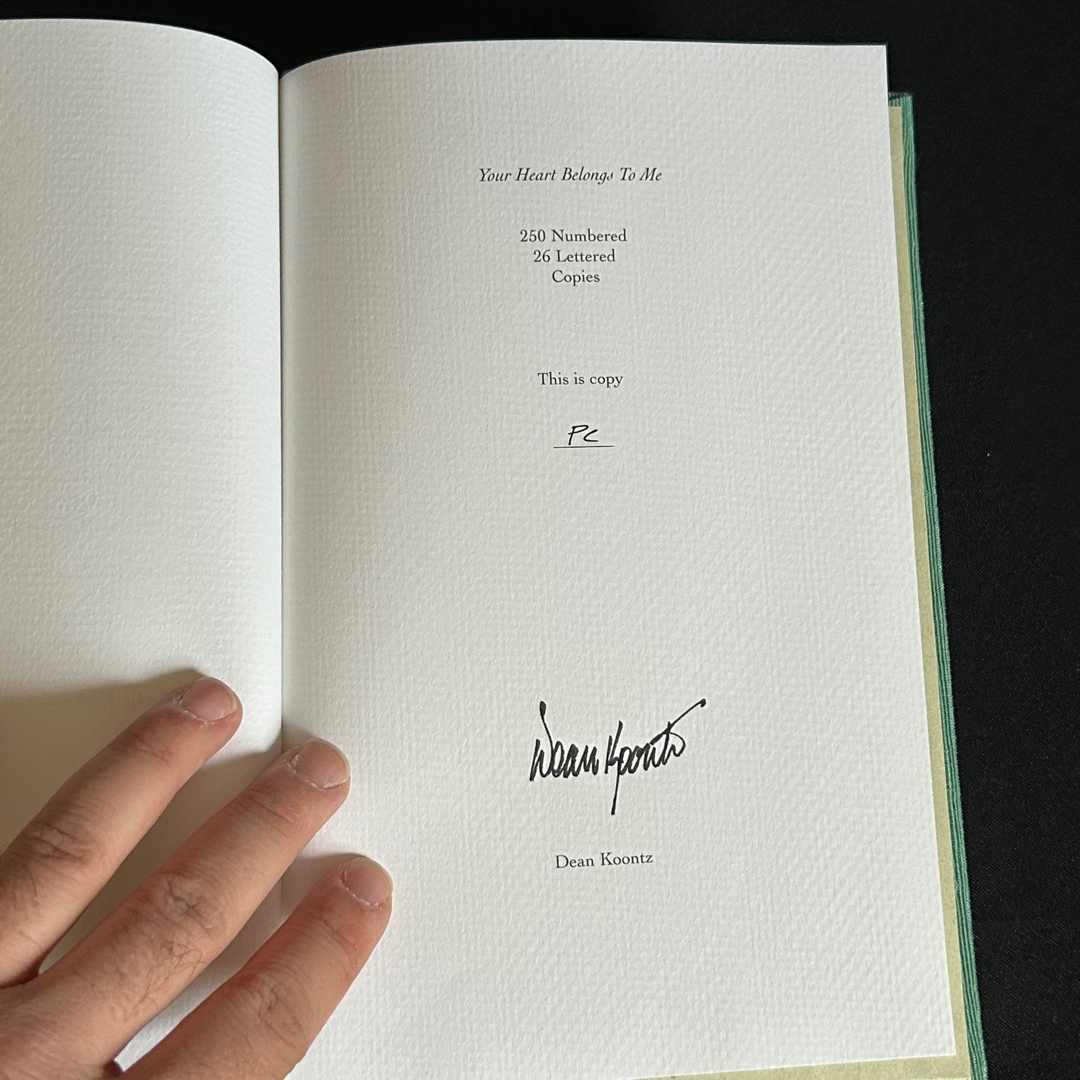 Your Heart Belongs To Me
250 Numbered
26 Lettered
Copies
This is copy
PC
Dean Koontz
Dean Koontz